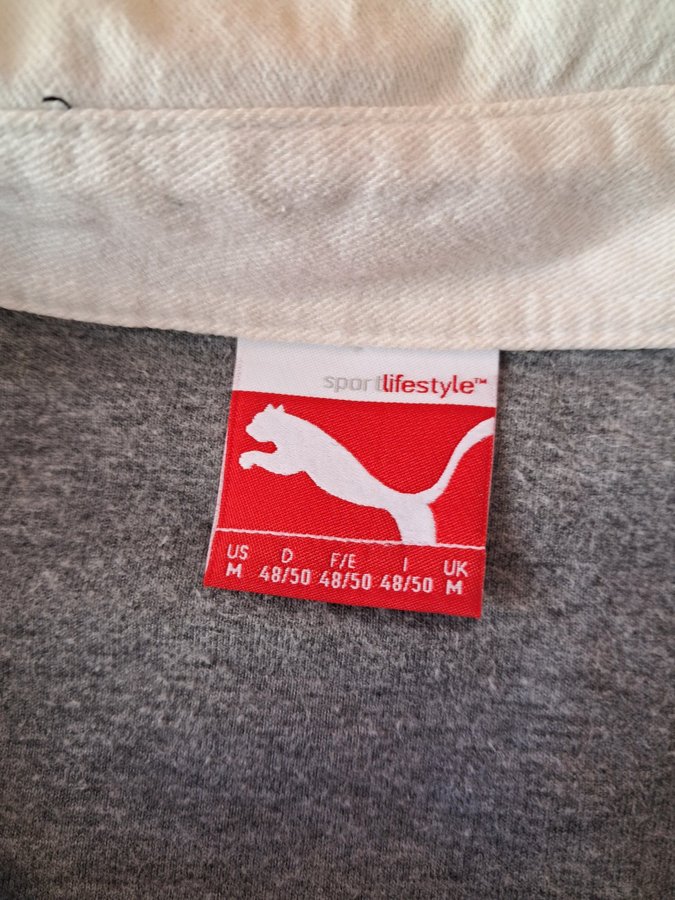 sportlifestyle™
US D F/E I UK
M 48/50 48/50 48/50 M